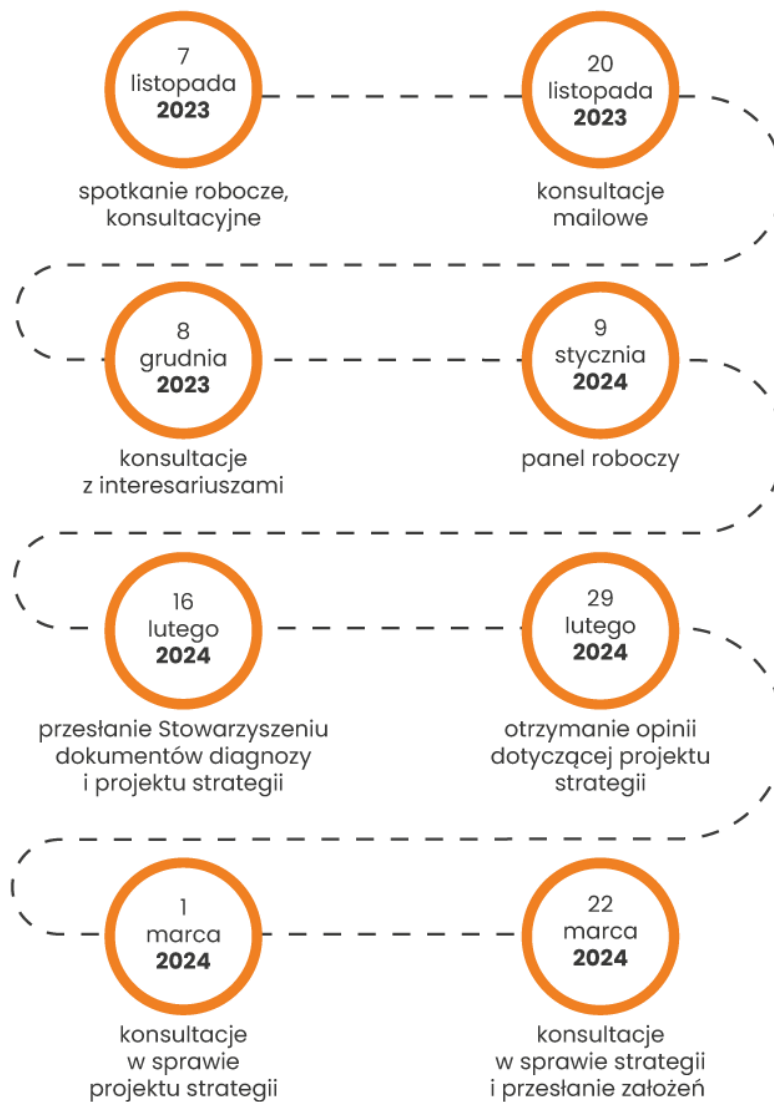 7
listopada
2023
spotkanie robocze,
konsultacyjne
20
listopada
2023
konsultacje
mailowe
8
grudnia
2023
konsultacje
z interesariuszami
9
stycznia
2024
panel roboczy
16
lutego
2024
przesłanie Stowarzyszeniu
dokumentów diagnozy
i projektu strategii
29
lutego
2024
otrzymanie opinii
dotyczącej projektu
strategii
1
marca
2024
konsultacje
w sprawie
projektu strategii
22
marca
2024
konsultacje
w sprawie strategii
i przesłanie założeń